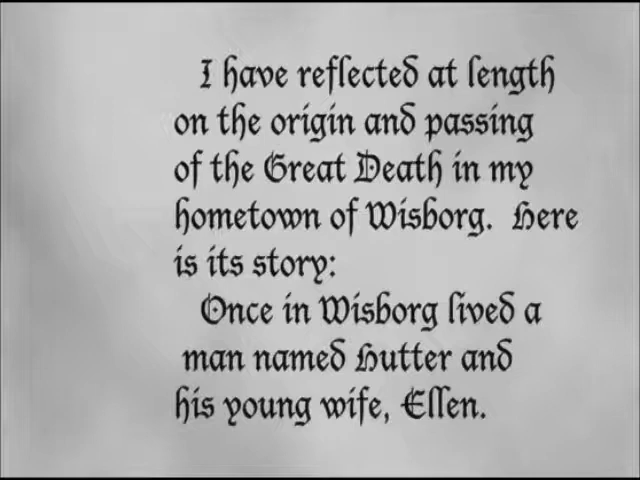 I have reflected at length
on the origin and passing
of the Great Death in my
hometown of Wisborg. Here
is its story:
Once in Wisborg lived a
man named Hutter and
his young wife, Ellen.